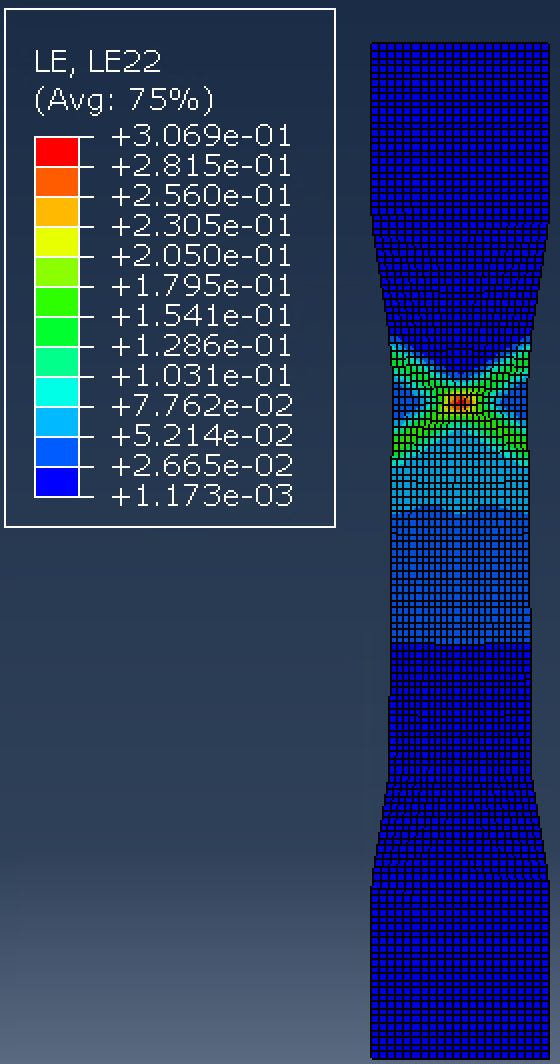 LE, LE22
(Avg: 75%)
+3.069e-01
+2.815e-01
+2.560e-01
+2.305e-01
+2.050e-01
+1.795e-01
+1.541e-01
+1.286e-01
+1.031e-01
+7.762e-02
+5.214e-02
+2.665e-02
+1.173e-03